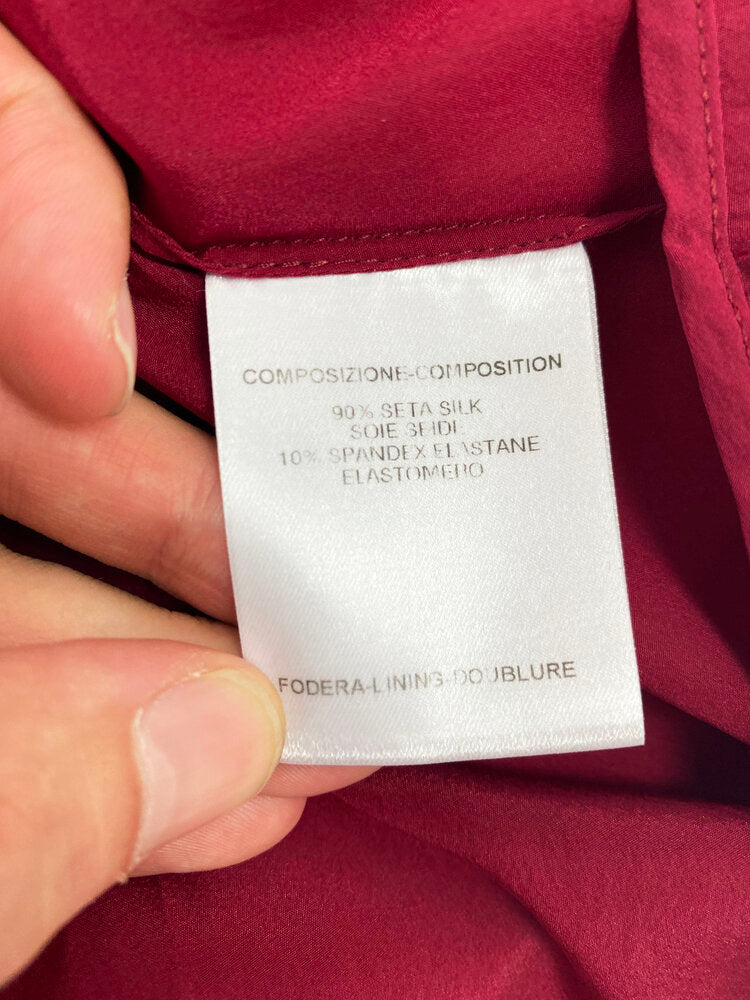 COMPOSIZIONE-COMPOSITION
90% SETA SILK
SOIE SEIDE
10% SPANDEX ELASTANE
ELASTOMERO
FODERA-LINING-DOUBLURE